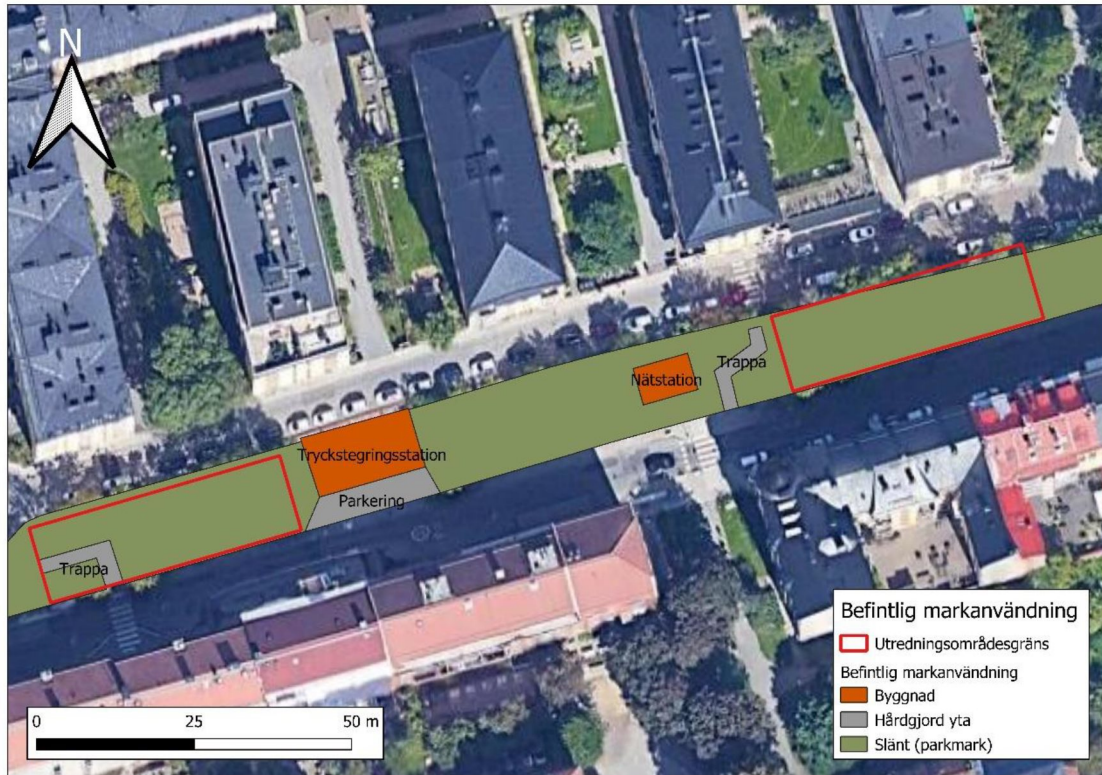 N
Trappa
Nätstation
Tryckstegringsstation
Parkering
Trappa
Befintlig markanvändning
Utredningsområdesgräns
Befintlig markanvändning
Byggnad
Hårdgjord yta
Slänt (parkmark)
0 25 50 m